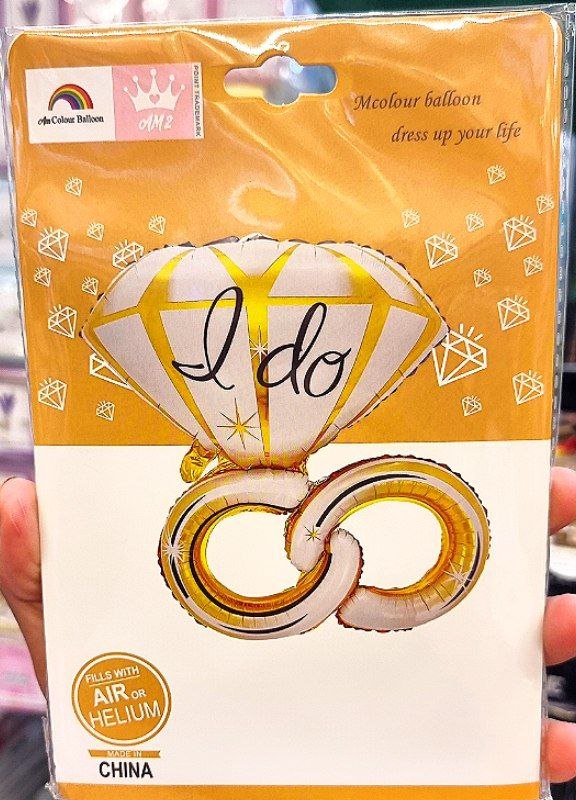 An Colour Balloon
AM2
POINT TRADEMARK
Mcolour balloon
dress up your life
I do
FILLS WITH
AIR OR
HELIUM
MADE IN
CHINA